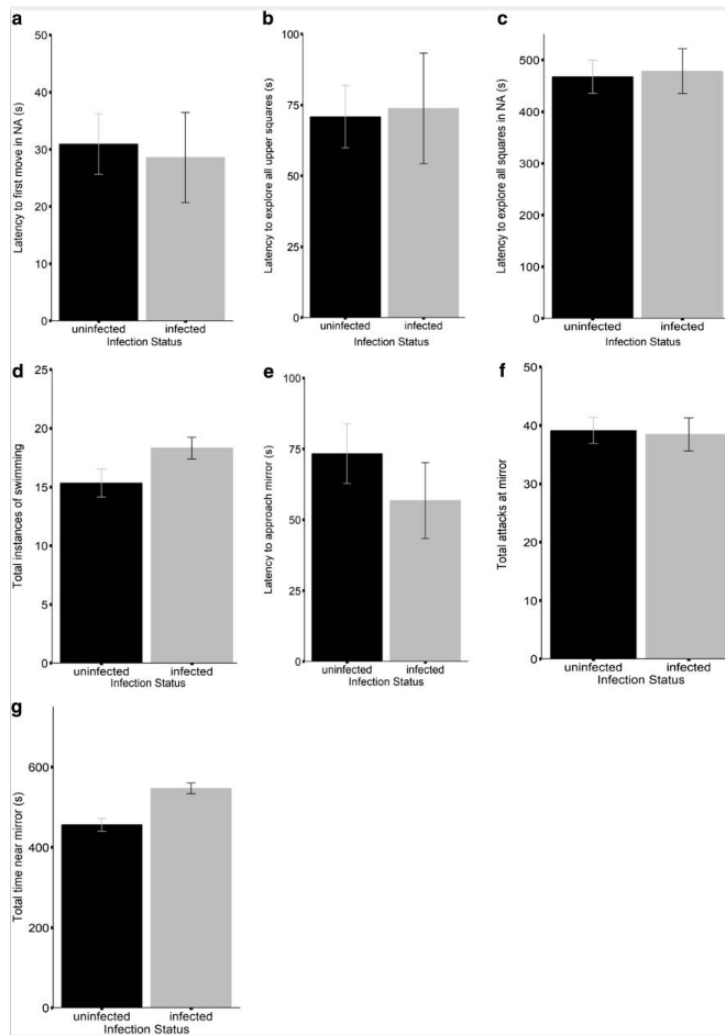 a
Latency to first move in NA (s)
50
40
30
20
10
0
uninfected infected
Infection Status
b
Latency to explore all upper squares (s)
100
75
50
25
0
uninfected infected
Infection Status
c
Latency to explore all squares in NA (s)
500
400
300
200
100
0
uninfected infected
Infection Status
d
Total instances of swimming
25
20
15
10
5
0
uninfected infected
Infection Status
e
Latency to approach mirror (s)
100
75
50
25
0
uninfected infected
Infection Status
f
Total attacks at mirror
50
40
30
20
10
0
uninfected infected
Infection Status
g
Total time near mirror (s)
600
400
200
0
uninfected infected
Infection Status